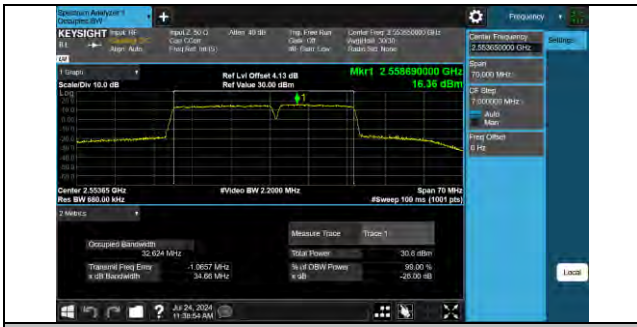 Spectrum Analyzer 1
Occupied BW
Frequency
KEYSIGHT Input: RF
Input Z: 50 Ω
Atten: 40 dB
Trig: Free Run
Center Freq: 2.553650000 GHz
Align: Auto
Gate: Off
Avg|Hold: 30/30
Radio Std: None
1 Graph
Scale/Div 10.0 dB
Ref Lvl Offset 4.13 dB
Ref Value 30.00 dBm
Mkr1 2.558690000 GHz
16.36 dBm
Log
Center 2.55365 GHz
Res BW 680.00 kHz
#Video BW 2.2000 MHz
Span 70 MHz
#Sweep 100 ms (1001 pts)
2 Metrics
Measure Trace
Trace 1
Occupied Bandwidth
32.624 MHz
Total Power
30.6 dBm
Transmit Freq Error
-1.0657 MHz
% of OBW Power
99.00 %
x dB Bandwidth
34.66 MHz
x dB
-26.00 dB
Center Frequency
2.553650000 GHz
Settings
Span
70.000 MHz
CF Step
7.000000 MHz
Auto
Man
Freq Offset
0 Hz
Local
Jul 24, 2024
11:38:54 AM